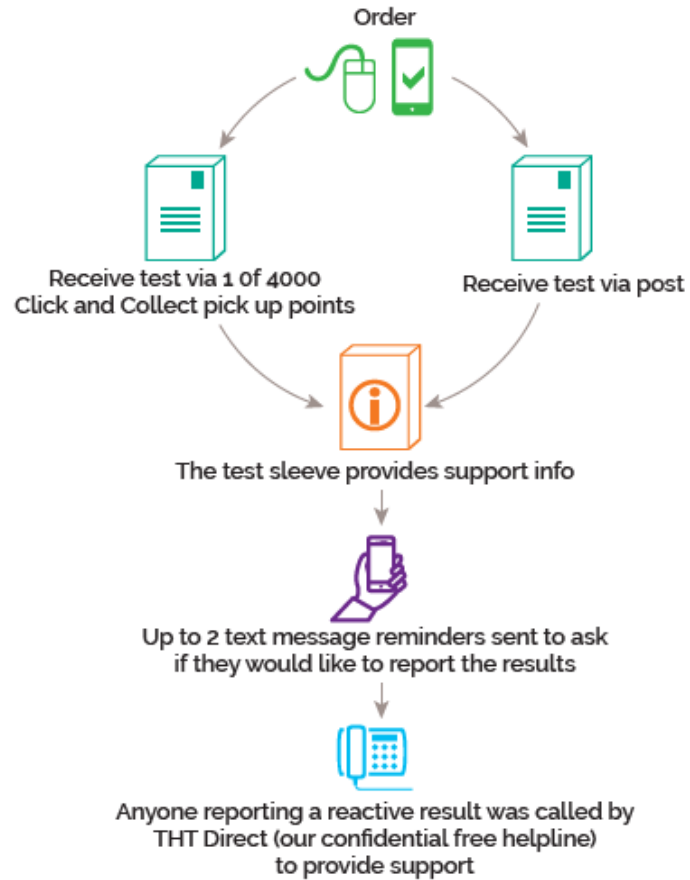 Order
Receive test via 1 0f 4000
Click and Collect pick up points
Receive test via post
The test sleeve provides support info
Up to 2 text message reminders sent to ask
if they would like to report the results
Anyone reporting a reactive result was called by
THT Direct (our confidential free helpline)
to provide support